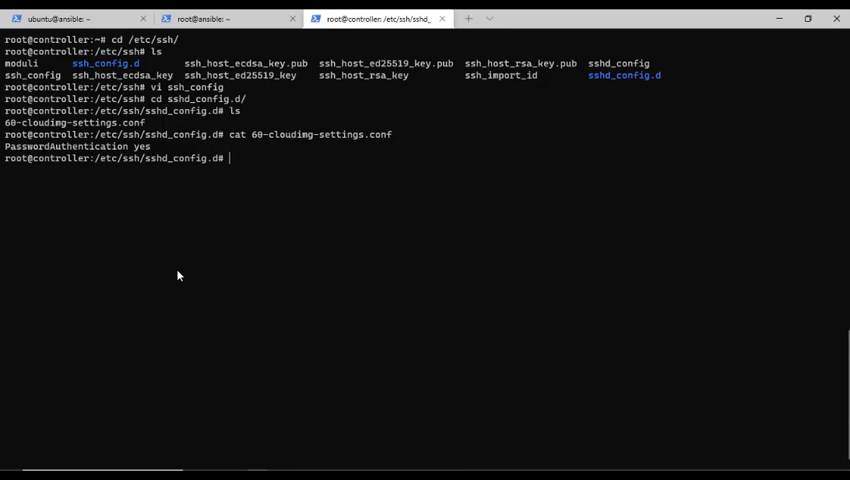 ubuntu@ansible: ~
root@ansible: ~
root@controller: /etc/ssh/sshd_
root@controller:~# cd /etc/ssh/
root@controller:/etc/ssh# ls
moduli ssh_config.d ssh_host_ecdsa_key.pub ssh_host_ed25519_key.pub ssh_host_rsa_key.pub sshd_config
ssh_config ssh_host_ecdsa_key ssh_host_ed25519_key ssh_host_rsa_key ssh_import_id sshd_config.d
root@controller:/etc/ssh# vi ssh_config
root@controller:/etc/ssh# cd sshd_config.d/
root@controller:/etc/ssh/sshd_config.d# ls
60-cloudimg-settings.conf
root@controller:/etc/ssh/sshd_config.d# cat 60-cloudimg-settings.conf
PasswordAuthentication yes
root@controller:/etc/ssh/sshd_config.d#